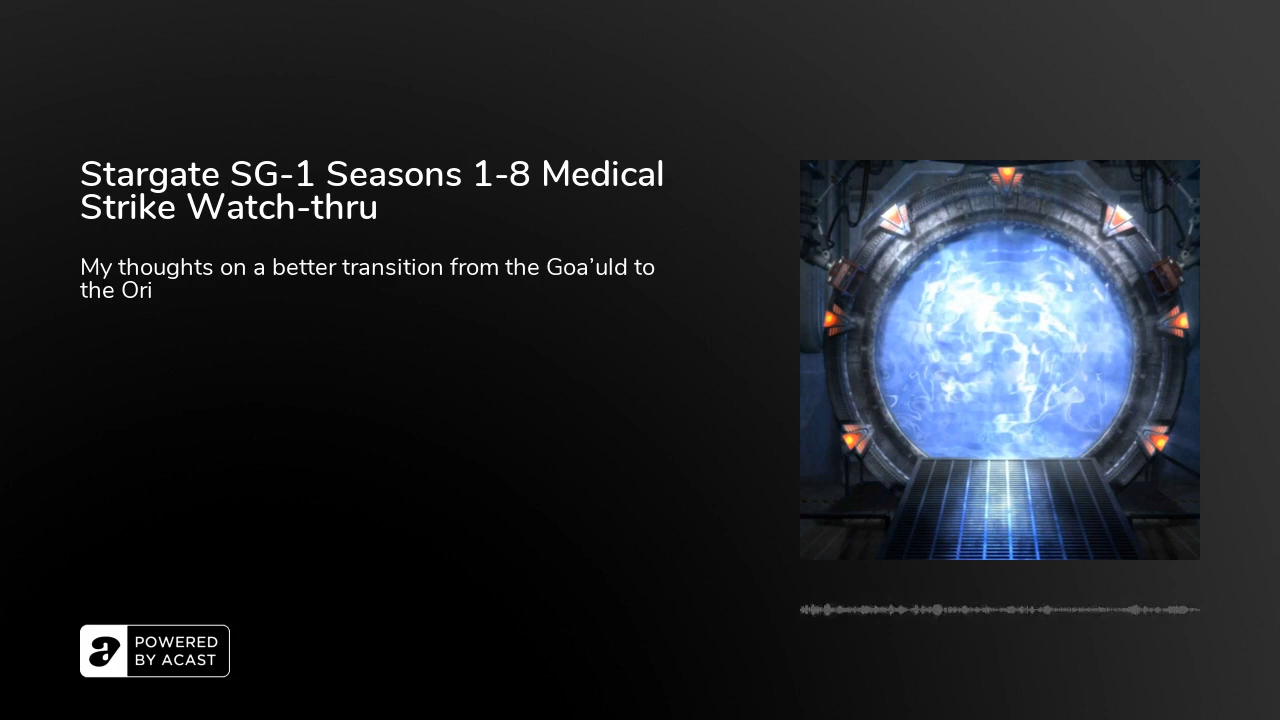 Stargate SG-1 Seasons 1-8 Medical
Strike Watch-thru
My thoughts on a better transition from the Goa’uld to
the Ori
POWERED
BY ACAST